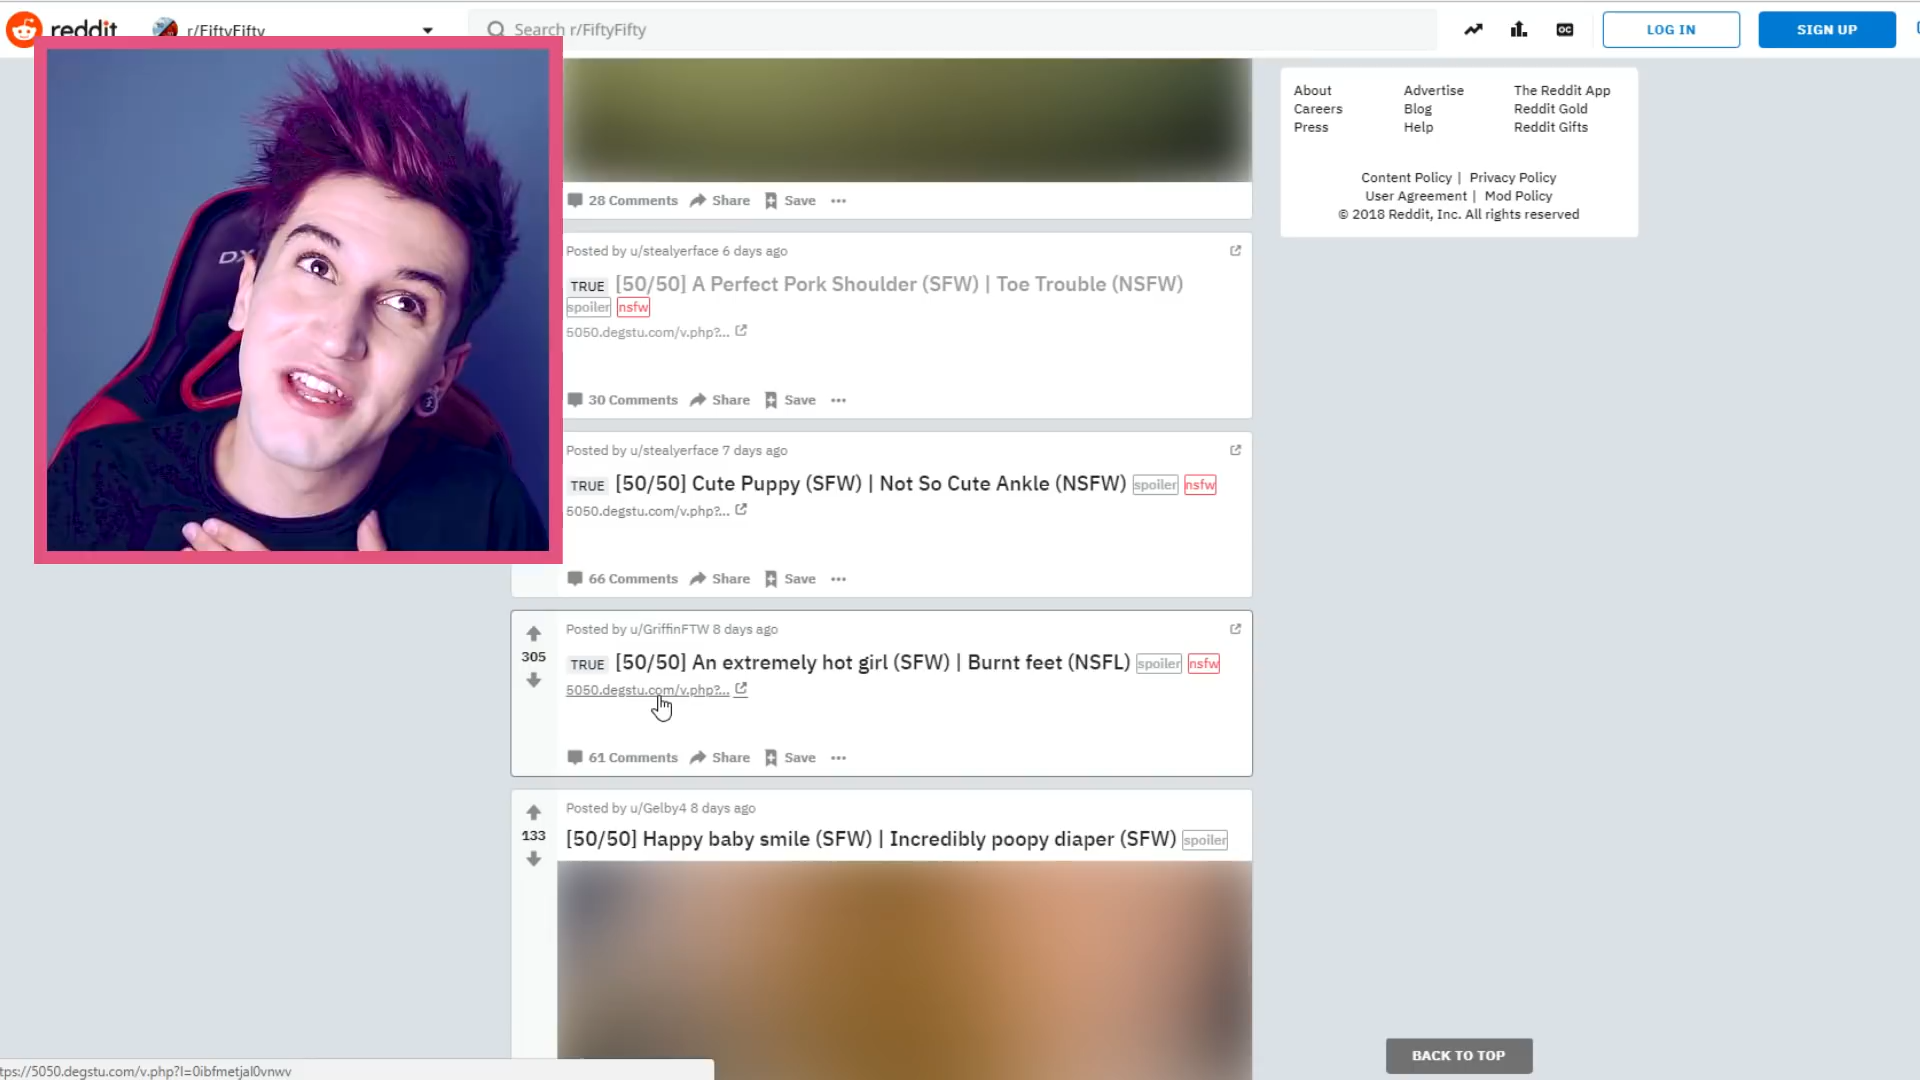 reddit r/FiftyFifty Search r/FiftyFifty LOG IN SIGN UP
DX
28 Comments Share Save
Posted by u/stealyerface 6 days ago
TRUE [50/50] A Perfect Pork Shoulder (SFW) | Toe Trouble (NSFW)
spoiler nsfw
5050.degstu.com/v.php?...
30 Comments Share Save
Posted by u/stealyerface 7 days ago
TRUE [50/50] Cute Puppy (SFW) | Not So Cute Ankle (NSFW) spoiler nsfw
5050.degstu.com/v.php?...
66 Comments Share Save
Posted by u/GriffinFTW 8 days ago
305
TRUE [50/50] An extremely hot girl (SFW) | Burnt feet (NSFL) spoiler nsfw
5050.degstu.com/v.php?...
61 Comments Share Save
Posted by u/Gelby4 8 days ago
133
[50/50] Happy baby smile (SFW) | Incredibly poopy diaper (SFW) spoiler
About Advertise The Reddit App
Careers Blog Reddit Gold
Press Help Reddit Gifts
Content Policy | Privacy Policy
User Agreement | Mod Policy
© 2018 Reddit, Inc. All rights reserved
BACK TO TOP